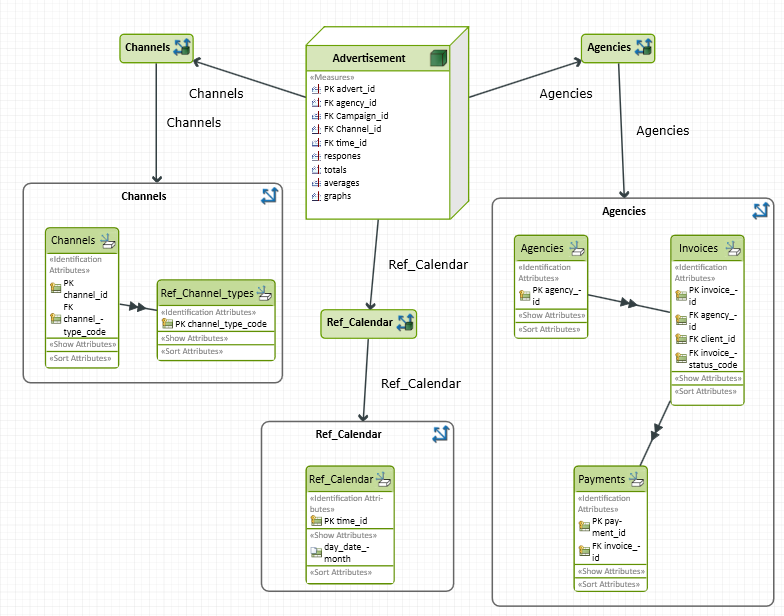 Channels
Advertisement
Agencies
«Measures»
PK advert_id
FK agency_id
FK Campaign_id
FK Channel_id
FK time_id
respones
totals
averages
graphs
Channels
Channels
Agencies
Agencies
Channels
Channels
«Identification
Attributes»
PK
channel_id
FK
channel_-
type_code
«Show Attributes»
«Sort Attributes»
Ref_Channel_types
«Identification Attributes»
PK channel_type_code
«Show Attributes»
«Sort Attributes»
Ref_Calendar
Ref_Calendar
Ref_Calendar
Ref_Calendar
Ref_Calendar
«Identification Attri-
butes»
PK time_id
«Show Attributes»
day_date_-
month
«Sort Attributes»
Agencies
Agencies
«Identification
Attributes»
PK agency_-
id
«Show Attributes»
«Sort Attributes»
Invoices
«Identification
Attributes»
PK invoice_-
id
FK agency_-
id
FK client_id
FK invoice_-
status_code
«Show Attributes»
«Sort Attributes»
Payments
«Identification
Attributes»
PK pay-
ment_id
FK invoice_-
id
«Show Attributes»
«Sort Attributes»